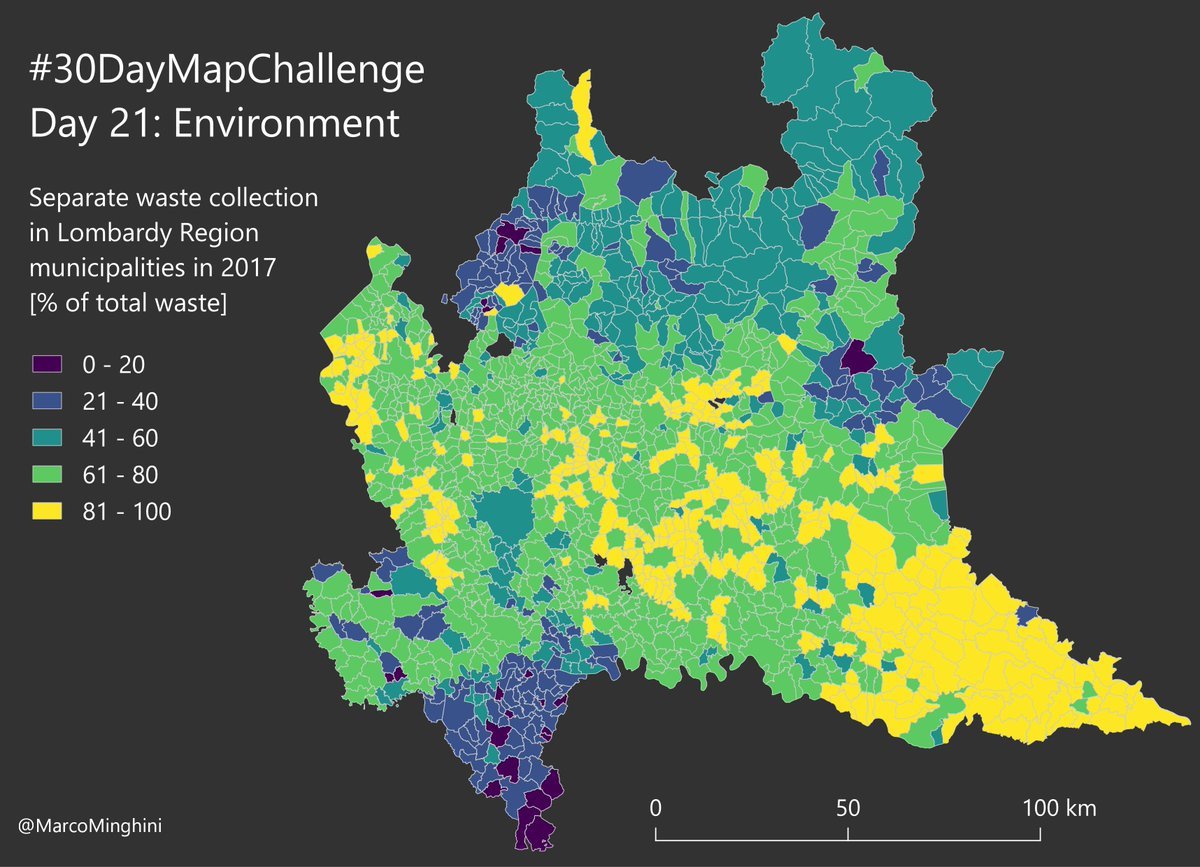 #30DayMapChallenge
Day 21: Environment
Separate waste collection
in Lombardy Region
municipalities in 2017
[% of total waste]
0 - 20
21 - 40
41 - 60
61 - 80
81 - 100
0 50 100 km
@MarcoMinghini